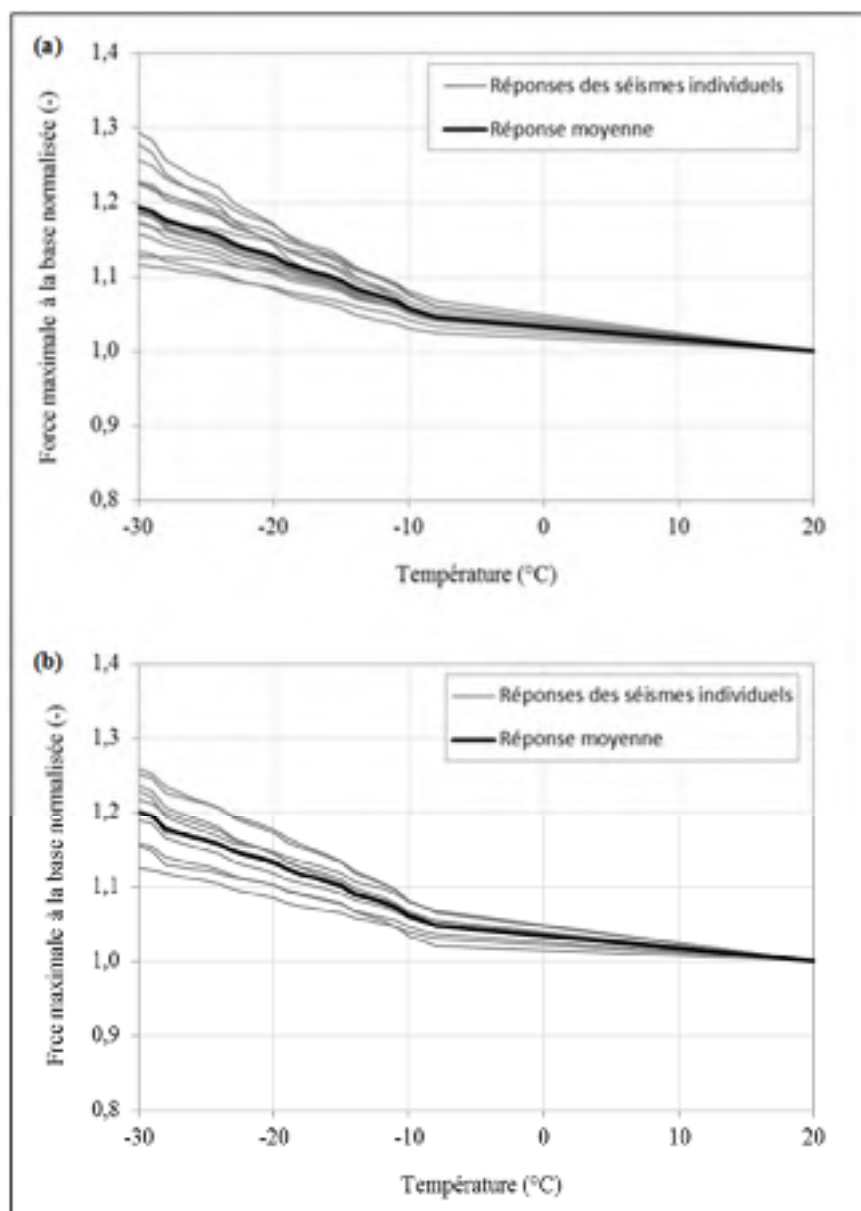 (a)
1,4
1,3
1,2
1,1
1,0
0,9
0,8
Force maximale à la base normalisée (-)
Réponses des séismes individuels
Réponse moyenne
-30 -20 -10 0 10 20
Température (°C)
(b)
1,4
1,3
1,2
1,1
1,0
0,9
0,8
Frce maximale à la base normalisée (-)
Réponses des séismes individuels
Réponse moyenne
-30 -20 -10 0 10 20
Température (°C)